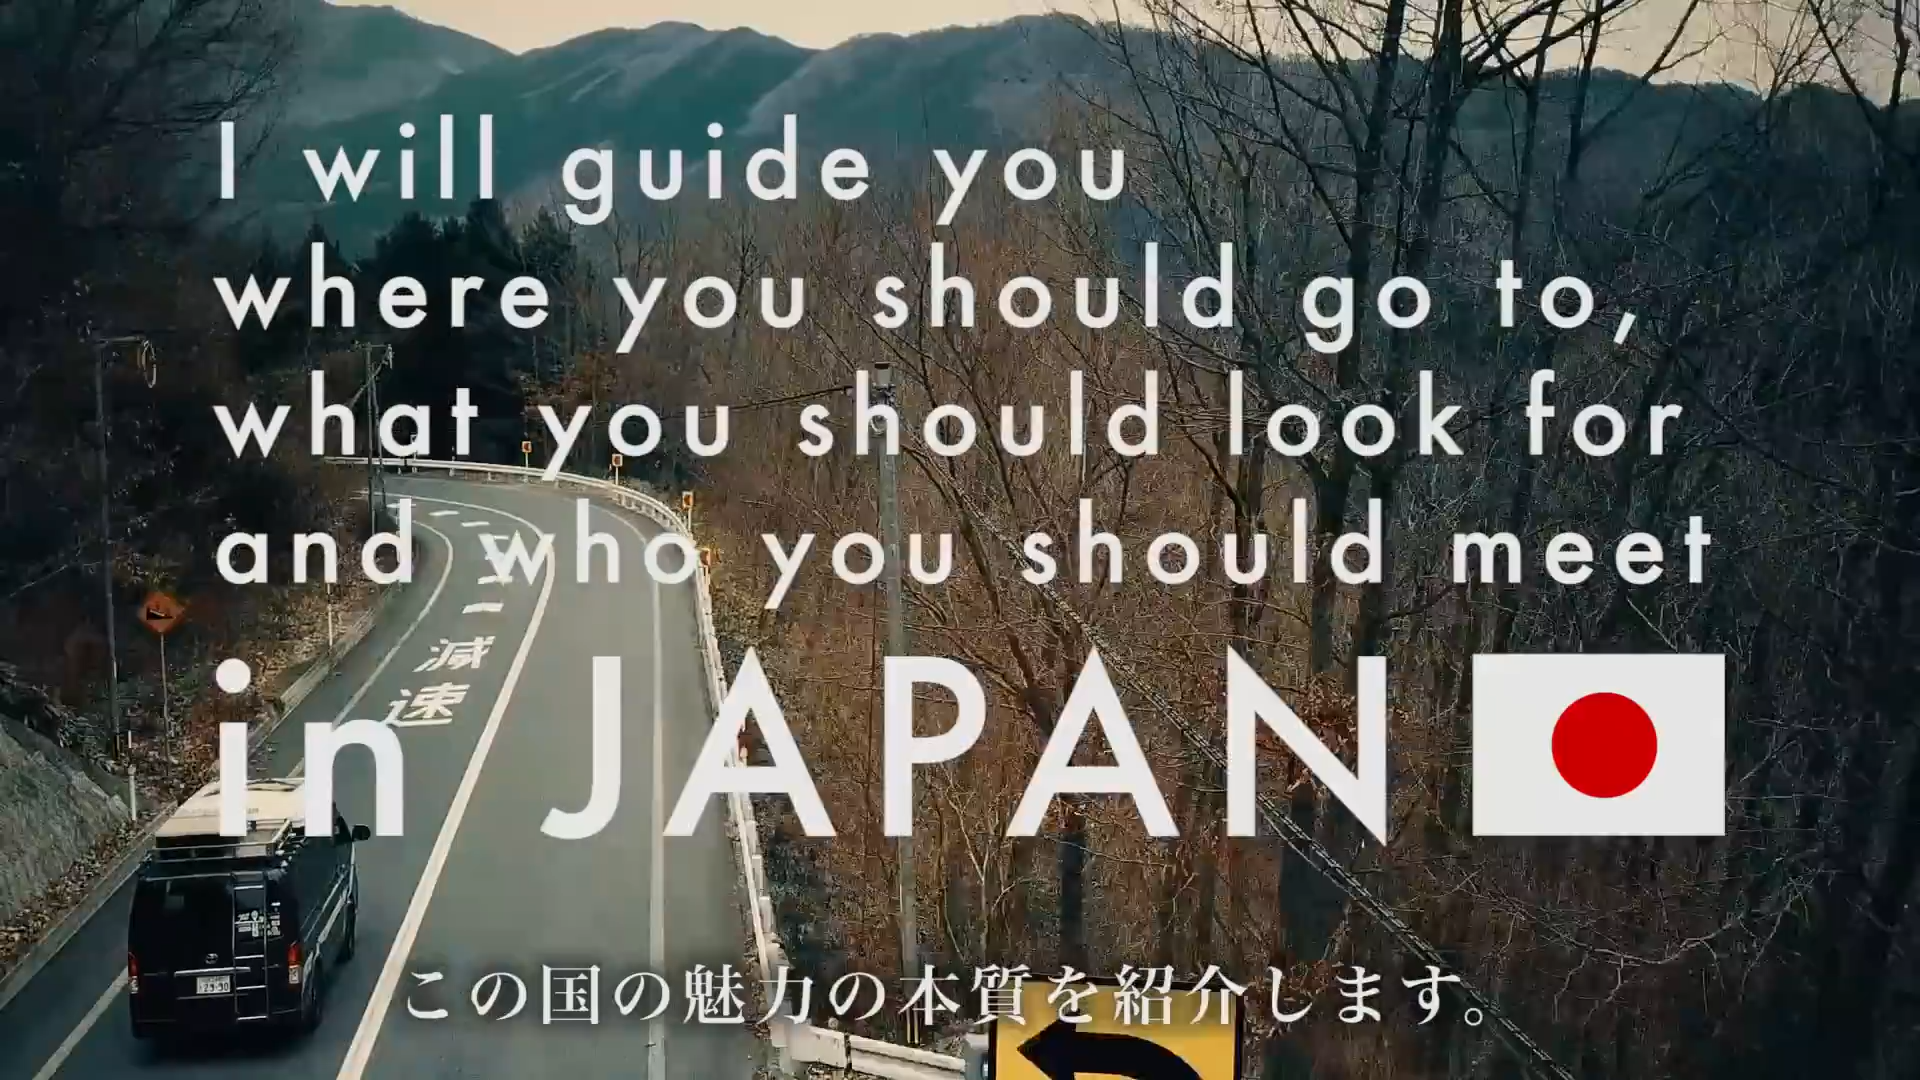 I will guide you
where you should go to,
what you should look for
and who you should meet
in JAPAN
減
速
この国の魅力の本質を紹介します。